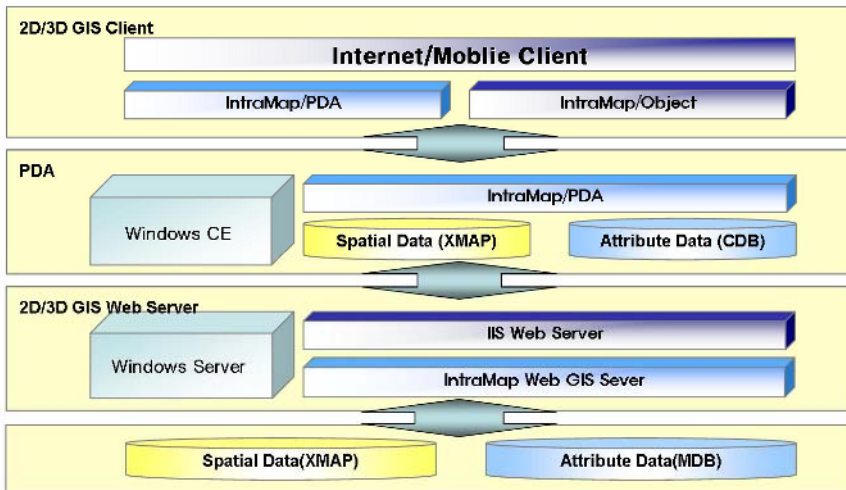 2D/3D GIS Client
Internet/Moblie Client
IntraMap/PDA
IntraMap/Object
PDA
Windows CE
IntraMap/PDA
Spatial Data (XMAP)
Attribute Data (CDB)
2D/3D GIS Web Server
Windows Server
IIS Web Server
IntraMap Web GIS Sever
Spatial Data(XMAP)
Attribute Data(MDB)